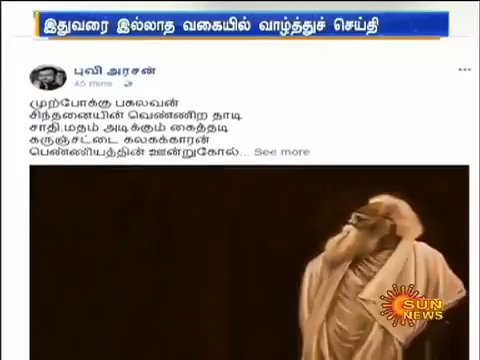 இதுவரை இல்லாத வகையில் வாழ்த்துச் செய்தி
புவி அரசன்
45 mins
முற்போக்கு பகலவன்
சிந்தனையின் வெண்ணிற தாடி
சாதி.மதம் அடிக்கும் கைத்தடி
கருஞ்சட்டை கலகக்காரன்
பெண்ணியத்தின் ஊன்றுகோல்... See more
SUN
NEWS